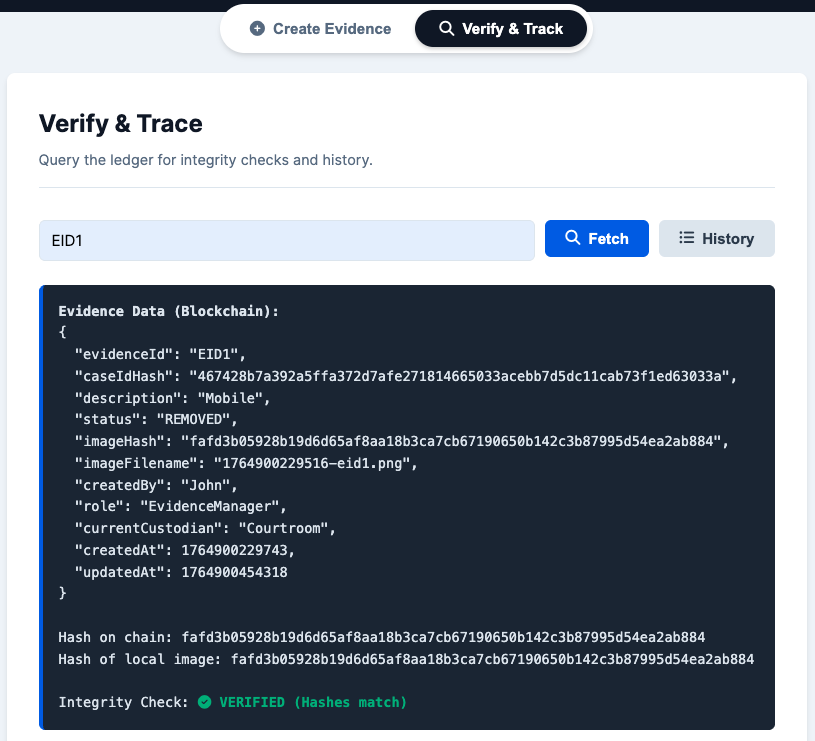 Create Evidence
Verify & Track
Verify & Trace
Query the ledger for integrity checks and history.
EID1
Fetch
History
Evidence Data (Blockchain):
{
"evidenceId": "EID1",
"caseIdHash": "467428b7a392a5ffa372d7afe271814665033acebb7d5dc11cab73f1ed63033a",
"description": "Mobile",
"status": "REMOVED",
"imageHash": "fafd3b05928b19d6d65af8aa18b3ca7cb67190650b142c3b87995d54ea2ab884",
"imageFilename": "1764900229516-eid1.png",
"createdBy": "John",
"role": "EvidenceManager",
"currentCustodian": "Courtroom",
"createdAt": 1764900229743,
"updatedAt": 1764900454318
}
Hash on chain: fafd3b05928b19d6d65af8aa18b3ca7cb67190650b142c3b87995d54ea2ab884
Hash of local image: fafd3b05928b19d6d65af8aa18b3ca7cb67190650b142c3b87995d54ea2ab884
Integrity Check: VERIFIED (Hashes match)